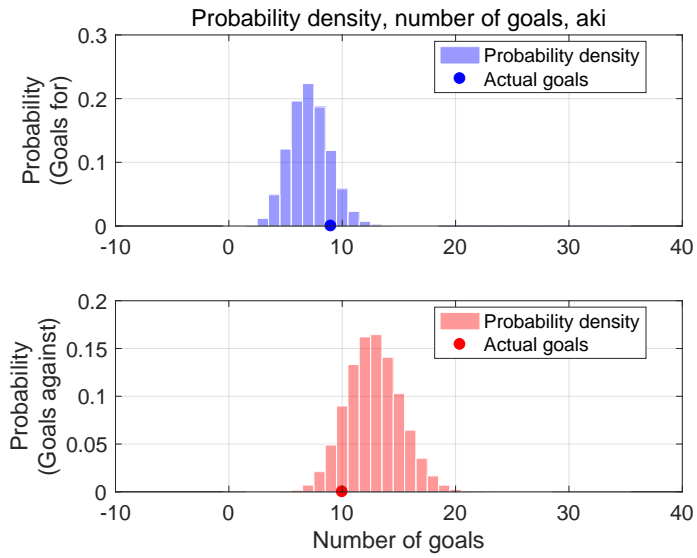 Probability density, number of goals, aki
Probability
(Goals for)
0.3
0.2
0.1
0
Probability density
Actual goals
-10 0 10 20 30 40
Probability
(Goals against)
0.2
0.15
0.1
0.05
0
Probability density
Actual goals
-10 0 10 20 30 40
Number of goals